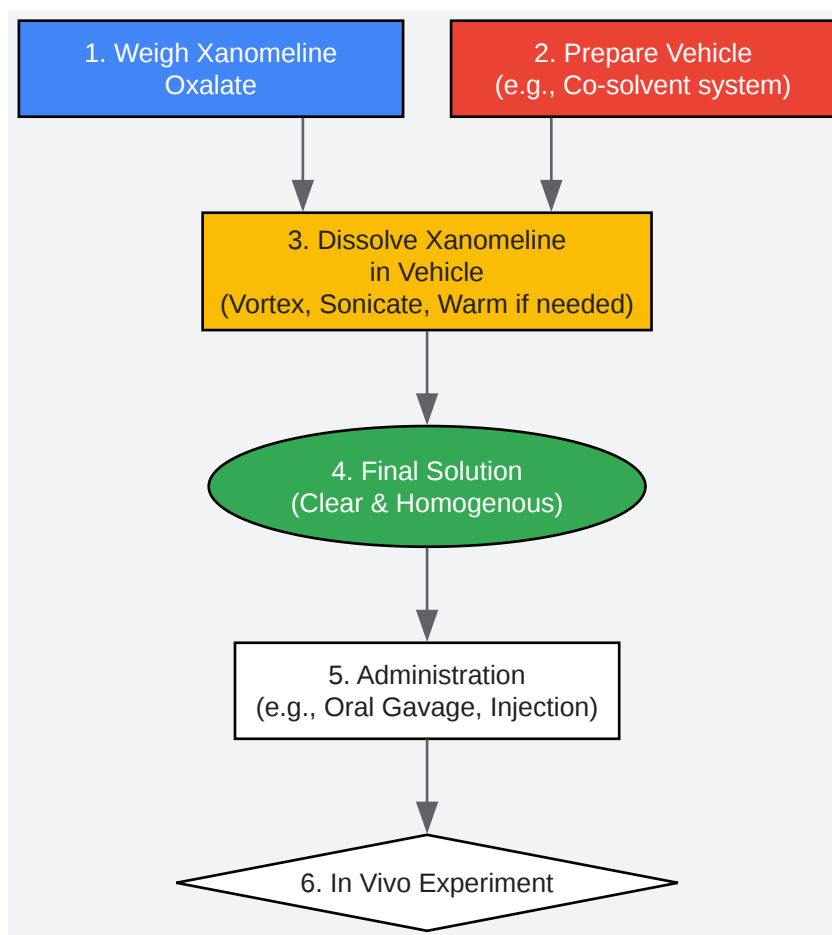 1. Weigh Xanomeline
Oxalate
2. Prepare Vehicle
(e.g., Co-solvent system)
3. Dissolve Xanomeline
in Vehicle
(Vortex, Sonicate, Warm if needed)
4. Final Solution
(Clear & Homogenous)
5. Administration
(e.g., Oral Gavage, Injection)
6. In Vivo Experiment